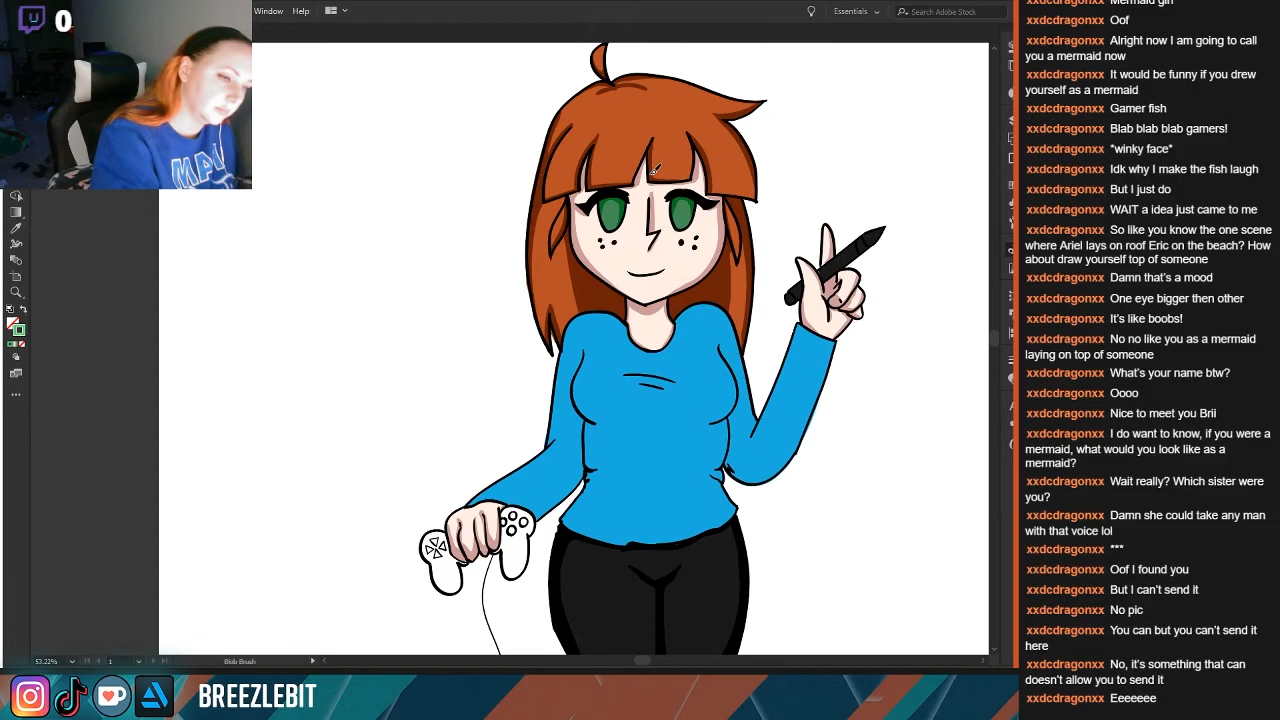 0
Window Help
Essentials
Search Adobe Stock
53.22%
1
Blob Brush
BREEZLEBIT
xxdcdragonxx Mermaid girl
xxdcdragonxx Oof
xxdcdragonxx Alright now I am going to call
you a mermaid now
xxdcdragonxx It would be funny if you drew
yourself as a mermaid
xxdcdragonxx Gamer fish
xxdcdragonxx Blab blab blab gamers!
xxdcdragonxx *winky face*
xxdcdragonxx Idk why I make the fish laugh
xxdcdragonxx But I just do
xxdcdragonxx WAIT a idea just came to me
xxdcdragonxx So like you know the one scene
where Ariel lays on roof Eric on the beach? How
about draw yourself top of someone
xxdcdragonxx Damn that's a mood
xxdcdragonxx One eye bigger then other
xxdcdragonxx It's like boobs!
xxdcdragonxx No no like you as a mermaid
laying on top of someone
xxdcdragonxx What's your name btw?
xxdcdragonxx Oooo
xxdcdragonxx Nice to meet you Brii
xxdcdragonxx I do want to know, if you were a
mermaid, what would you look like as a
mermaid?
xxdcdragonxx Wait really? Which sister were
you?
xxdcdragonxx Damn she could take any man
with that voice lol
xxdcdragonxx ***
xxdcdragonxx Oof I found you
xxdcdragonxx But I can't send it
xxdcdragonxx No pic
xxdcdragonxx You can but you can't send it
here
xxdcdragonxx No, it's something that can
doesn't allow you to send it
xxdcdragonxx Eeeeeee